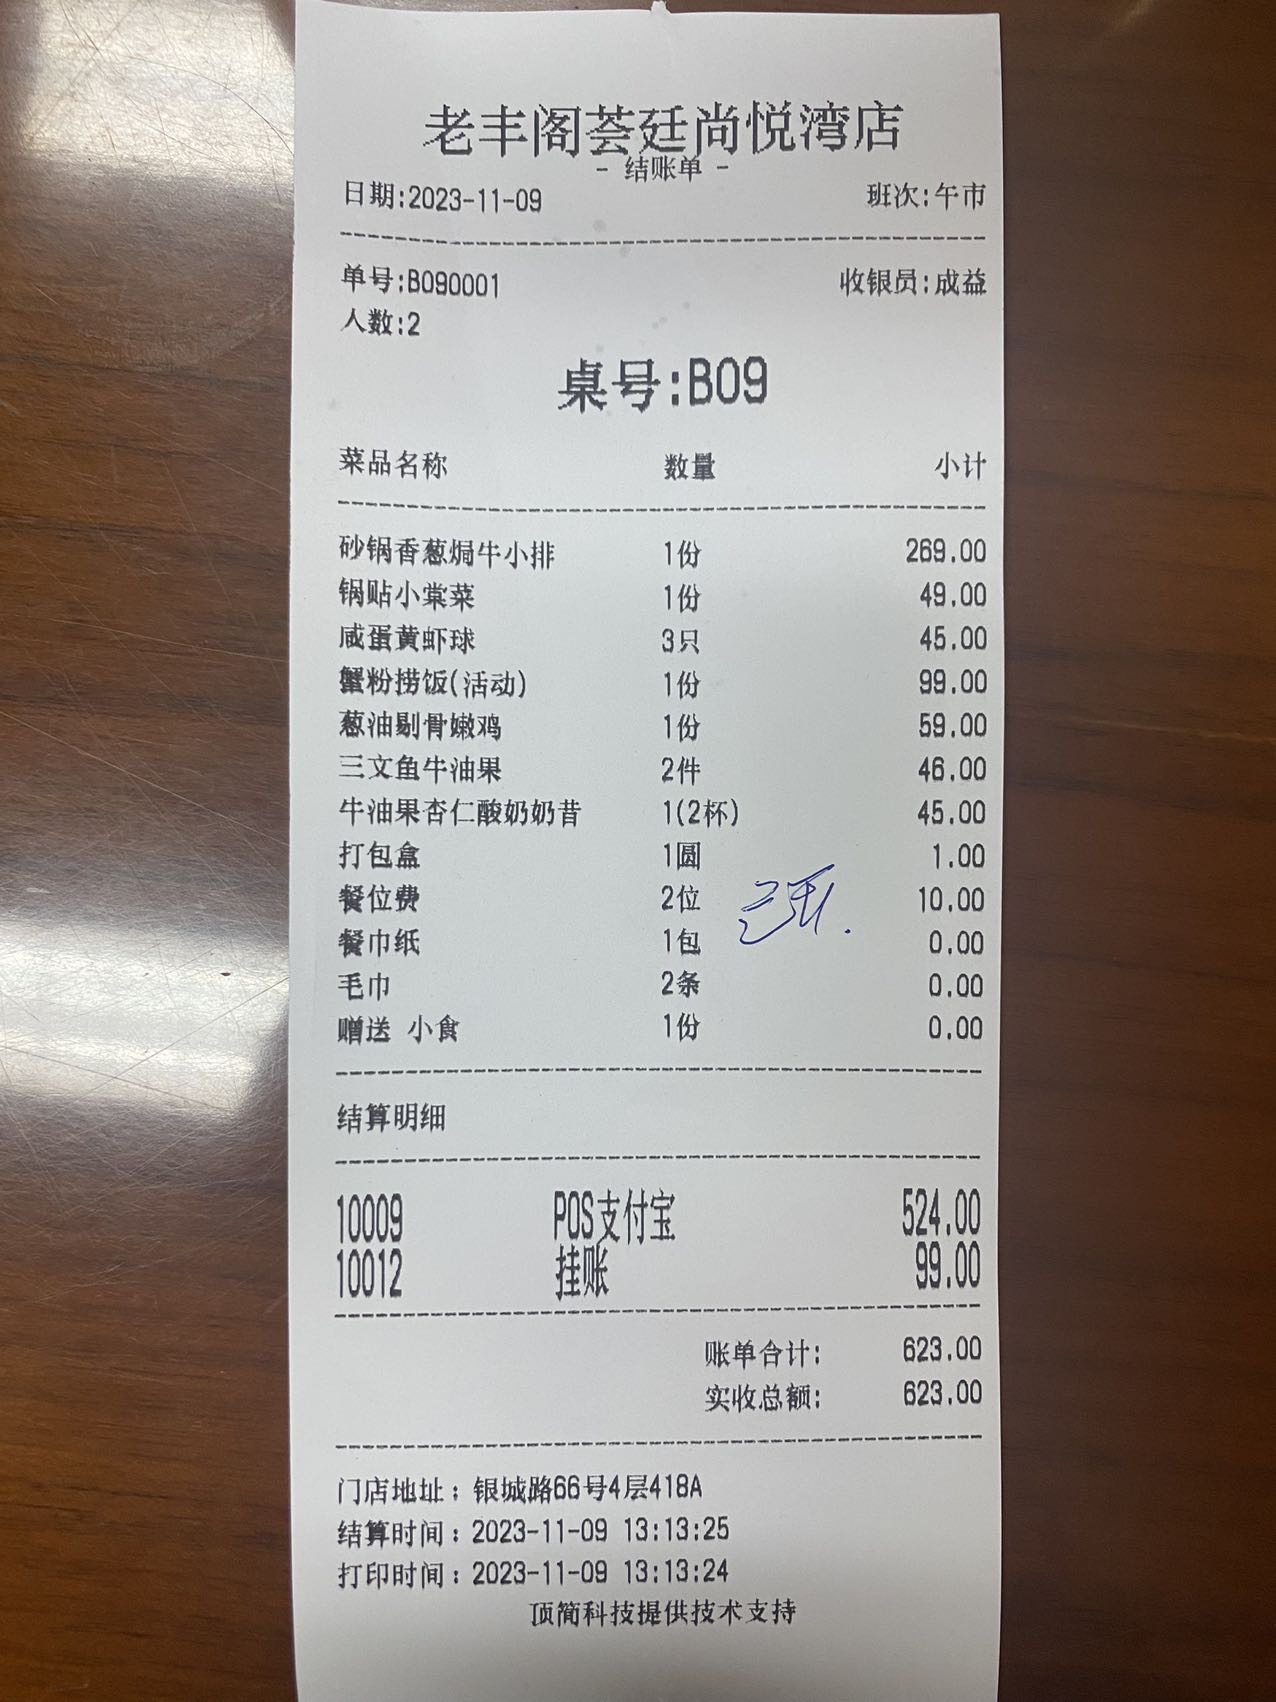 老丰阁荟廷尚悦湾店
- 结账单 -
日期:2023-11-09 班次:午市
单号:B090001 收银员:成益
人数:2
桌号:B09
菜品名称 数量 小计
砂锅香葱焗牛小排 1份 269.00
锅贴小棠菜 1份 49.00
咸蛋黄虾球 3只 45.00
蟹粉捞饭(活动) 1份 99.00
葱油剔骨嫩鸡 1份 59.00
三文鱼牛油果 2件 46.00
牛油果杏仁酸奶奶昔 1(2杯) 45.00
打包盒 1圆 1.00
餐位费 2位 10.00
餐巾纸 1包 0.00
毛巾 2条 0.00
赠送 小食 1份 0.00
结算明细
10009 POS支付宝 524.00
10012 挂账 99.00
账单合计: 623.00
实收总额: 623.00
门店地址：银城路66号4层418A
结算时间：2023-11-09 13:13:25
打印时间：2023-11-09 13:13:24
顶简科技提供技术支持